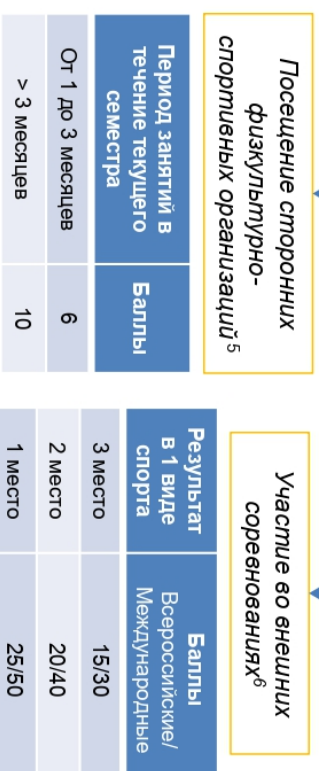 Посещение сторонних
физкультурно-
спортивных организаций⁵
Период занятий в
течение текущего
семестра
Баллы
От 1 до 3 месяцев
6
> 3 месяцев
10
Участие во внешних
соревнованиях⁶
Результат
в 1 виде
спорта
Баллы
Всероссийские/
Международные
3 место
15/30
2 место
20/40
1 место
25/50